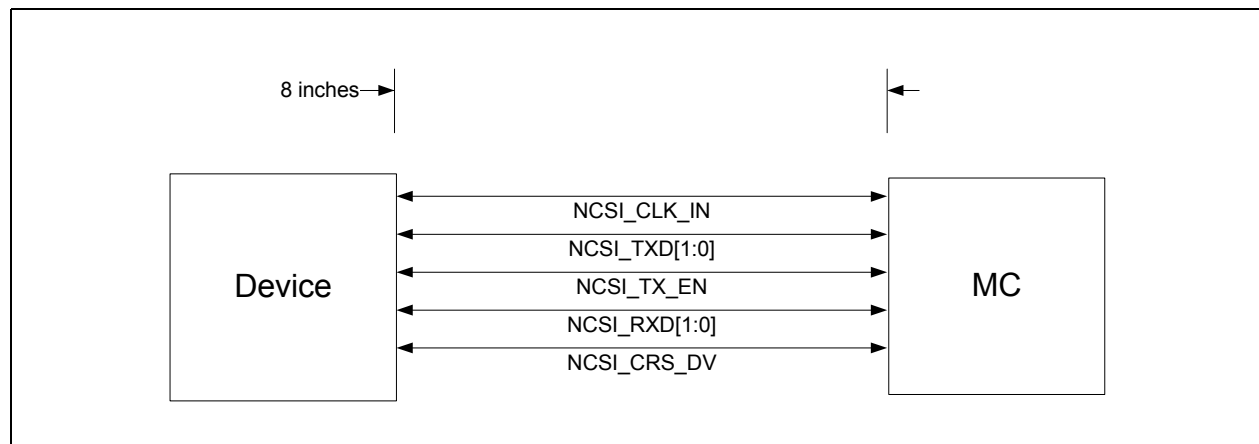 8 inches
NCSI_CLK_IN
NCSI_TXD[1:0]
Device
NCSI_TX_EN
MC
NCSI_RXD[1:0]
NCSI_CRS_DV